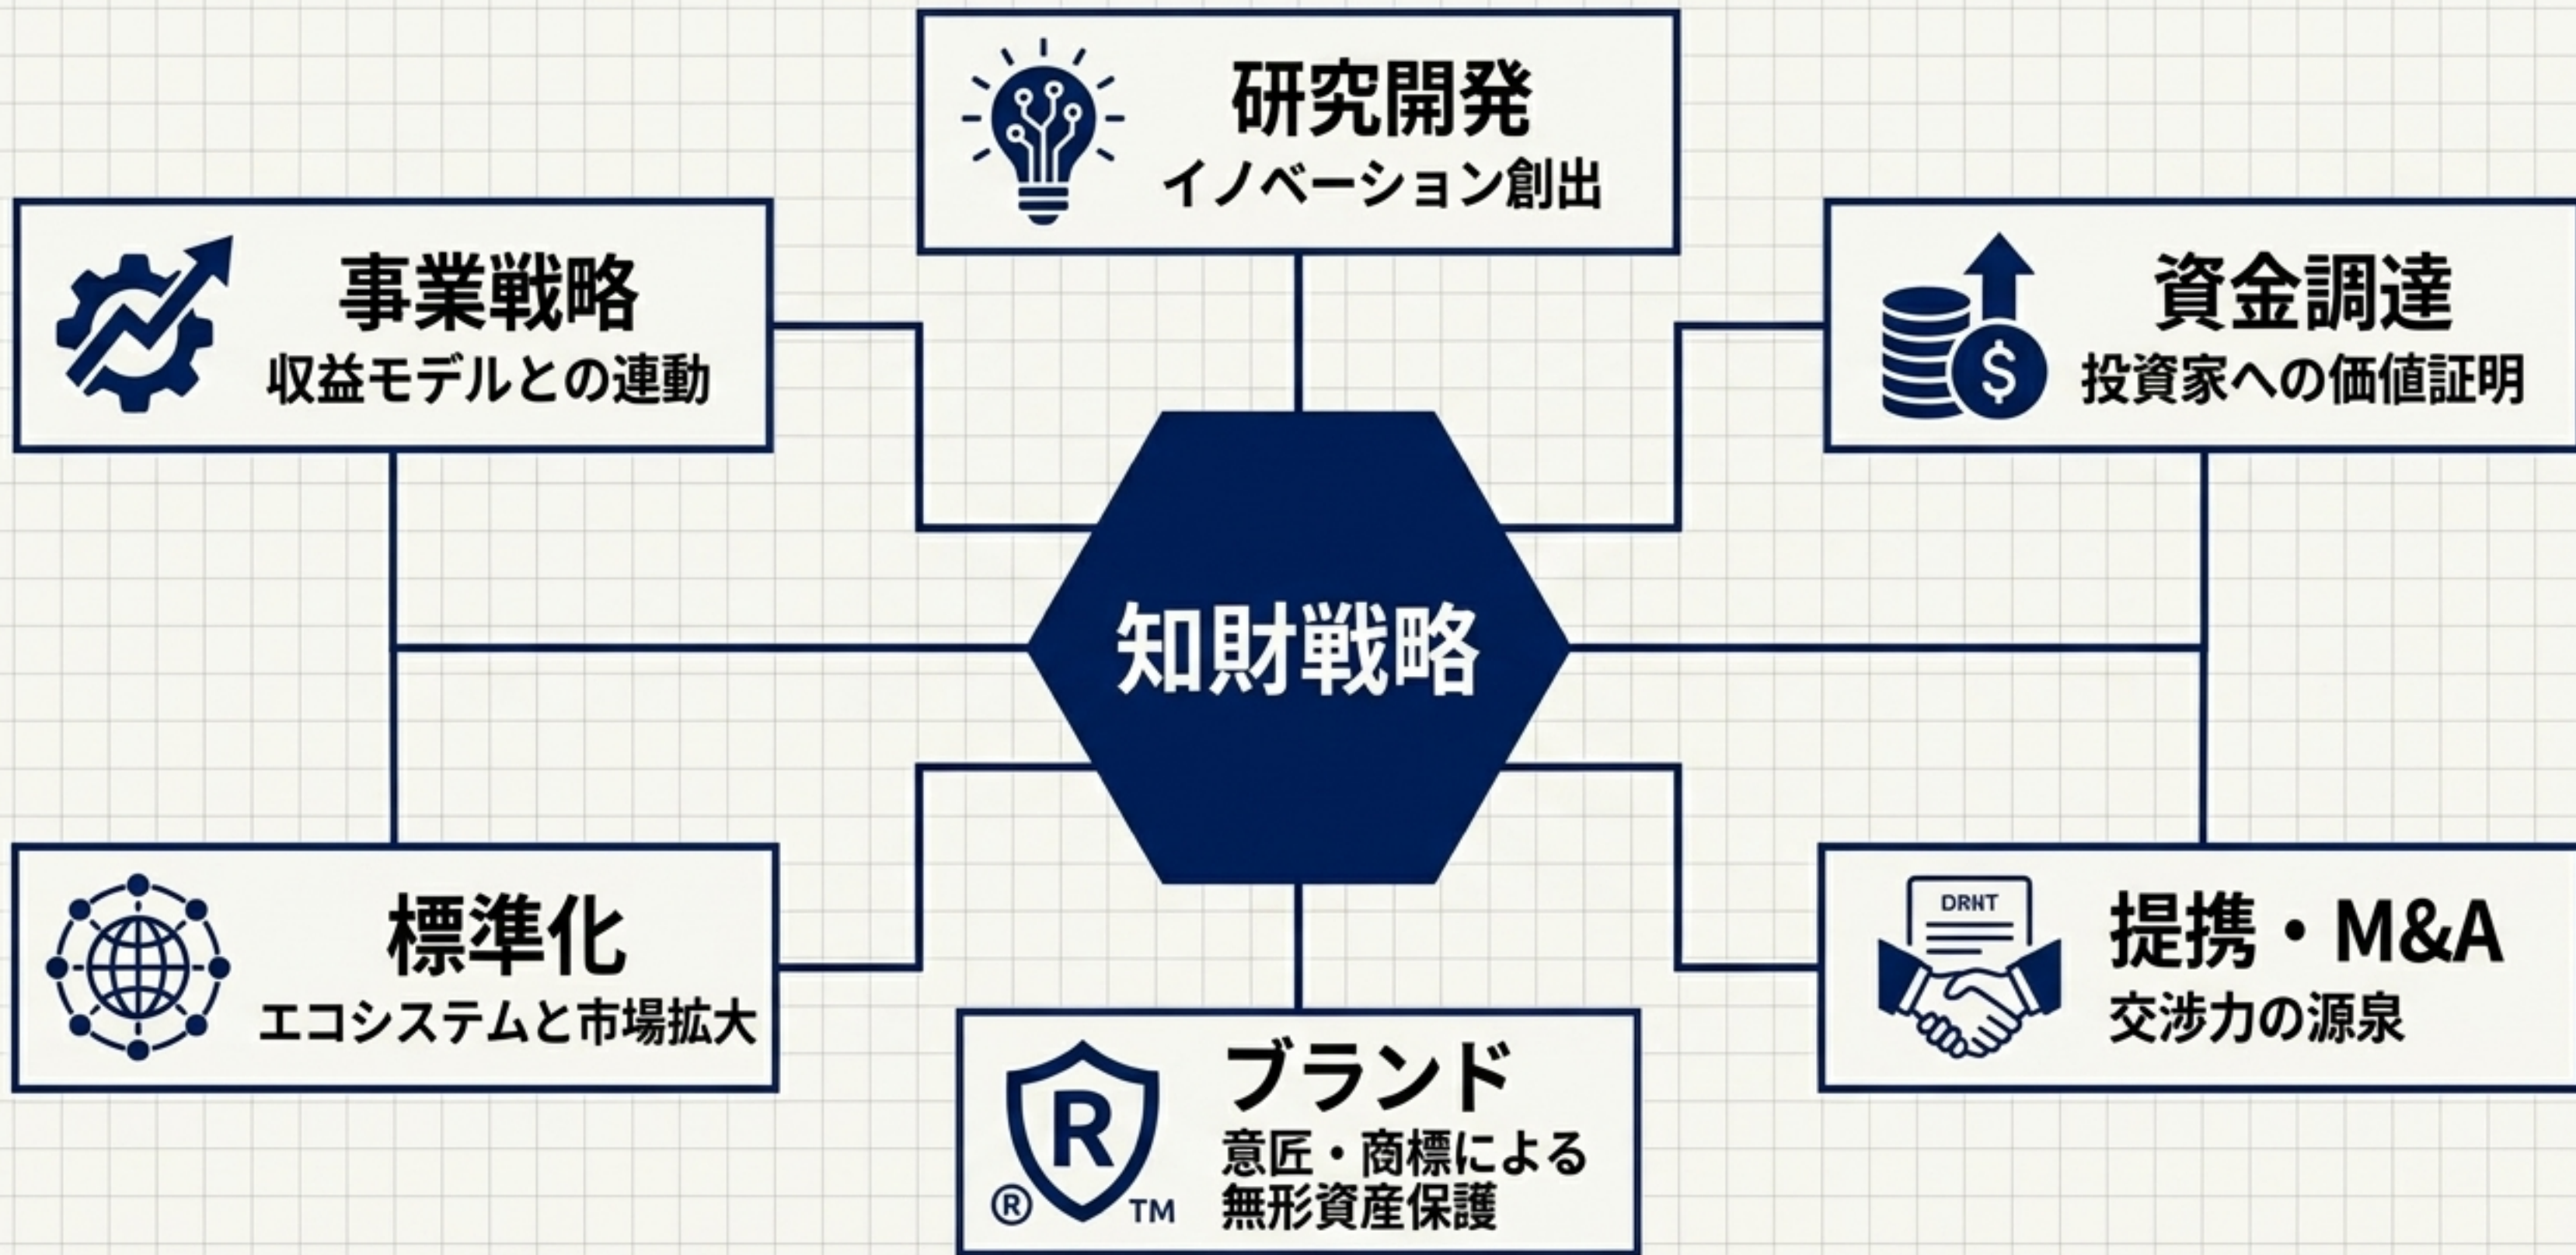 研究開発
イノベーション創出
事業戦略
収益モデルとの連動
資金調達
投資家への価値証明
$
知財戦略
標準化
エコシステムと市場拡大
DRNT
提携・M&A
交渉力の源泉
ブランド
意匠・商標による
無形資産保護
R
® TM